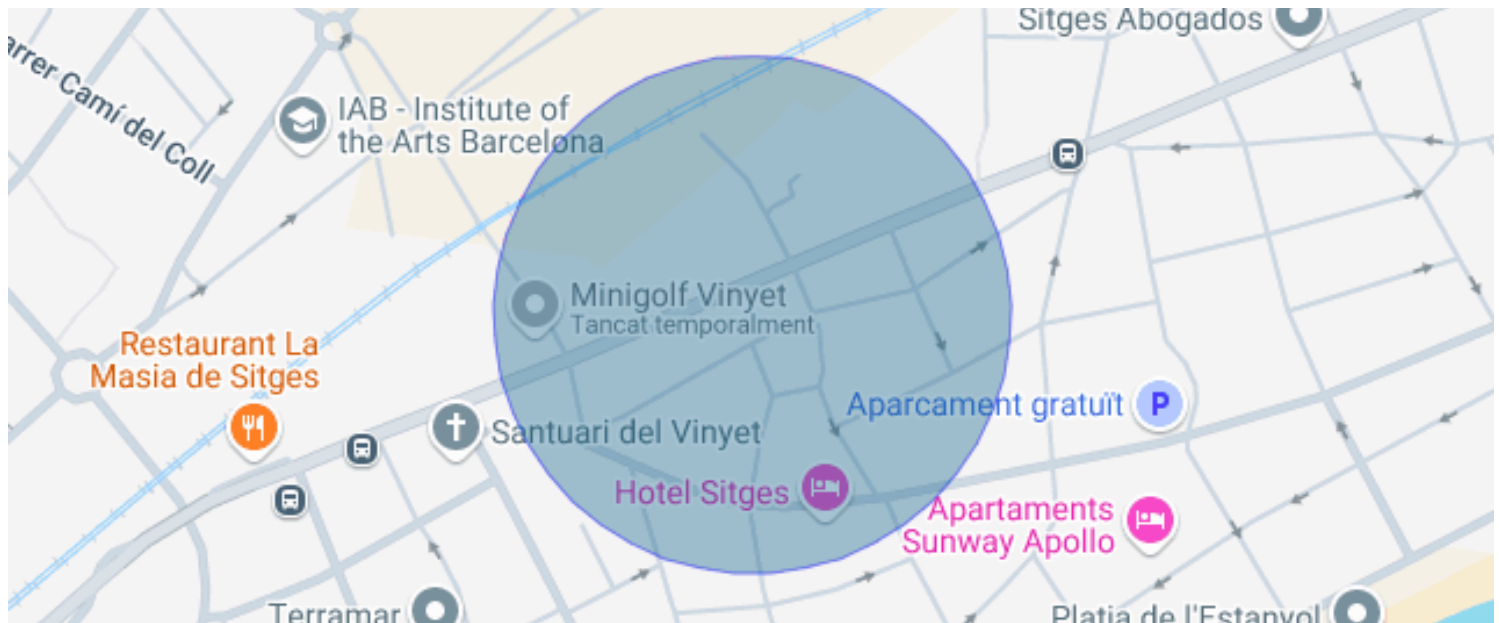 Sitges Abogados
arrer Camí del Coll
IAB - Institute of
the Arts Barcelona
Minigolf Vinyet
Tancat temporalment
Restaurant La
Masia de Sitges
Santuari del Vinyet
Aparcament gratuït
P
Hotel Sitges
Apartaments
Sunway Apollo
Terramar
Platja de l'Estanyol